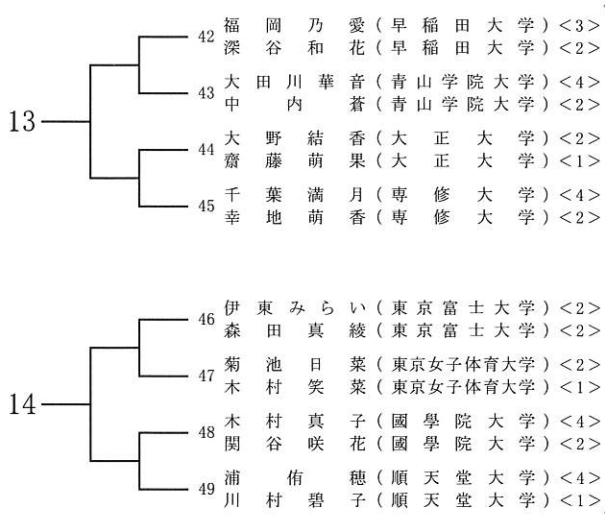 42 福岡乃愛(早稲田大学)<3>
深谷和花(早稲田大学)<2>
43 大田川華音(青山学院大学)<4>
中内蒼(青山学院大学)<2>
13
44 大野結香(大正大学)<2>
齋藤萌果(大正大学)<1>
45 千葉満月(専修大学)<4>
幸地萌香(専修大学)<2>
46 伊東みらい(東京富士大学)<2>
森田真綾(東京富士大学)<2>
47 菊池日菜(東京女子体育大学)<2>
木村笑菜(東京女子体育大学)<1>
14
48 木村真子(國學院大学)<4>
関谷咲花(國學院大学)<2>
49 浦侑穂(順天堂大学)<4>
川村碧子(順天堂大学)<1>